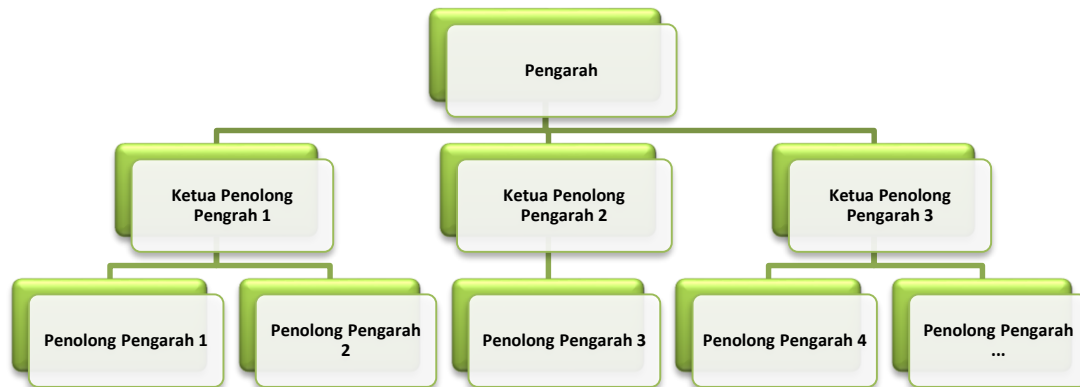 Pengarah
Ketua Penolong
Pengrah 1
Ketua Penolong
Pengarah 2
Ketua Penolong
Pengarah 3
Penolong Pengarah 1
Penolong Pengarah
2
Penolong Pengarah 3
Penolong Pengarah 4
Penolong Pengarah
...